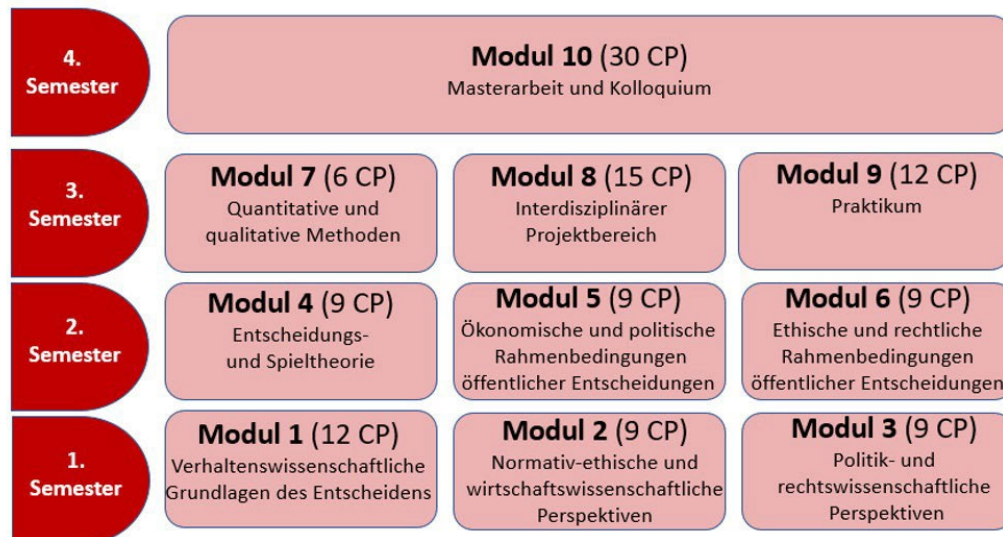 4.
Semester
Modul 10 (30 CP)
Masterarbeit und Kolloquium
3.
Semester
Modul 7 (6 CP)
Quantitative und
qualitative Methoden
Modul 8 (15 CP)
Interdisziplinärer
Projektbereich
Modul 9 (12 CP)
Praktikum
2.
Semester
Modul 4 (9 CP)
Entscheidungs-
und Spieltheorie
Modul 5 (9 CP)
Ökonomische und politische
Rahmenbedingungen
öffentlicher Entscheidungen
Modul 6 (9 CP)
Ethische und rechtliche
Rahmenbedingungen
öffentlicher Entscheidungen
1.
Semester
Modul 1 (12 CP)
Verhaltenswissenschaftliche
Grundlagen des Entscheidens
Modul 2 (9 CP)
Normativ-ethische und
wirtschaftswissenschaftliche
Perspektiven
Modul 3 (9 CP)
Politik- und
rechtswissenschaftliche
Perspektiven